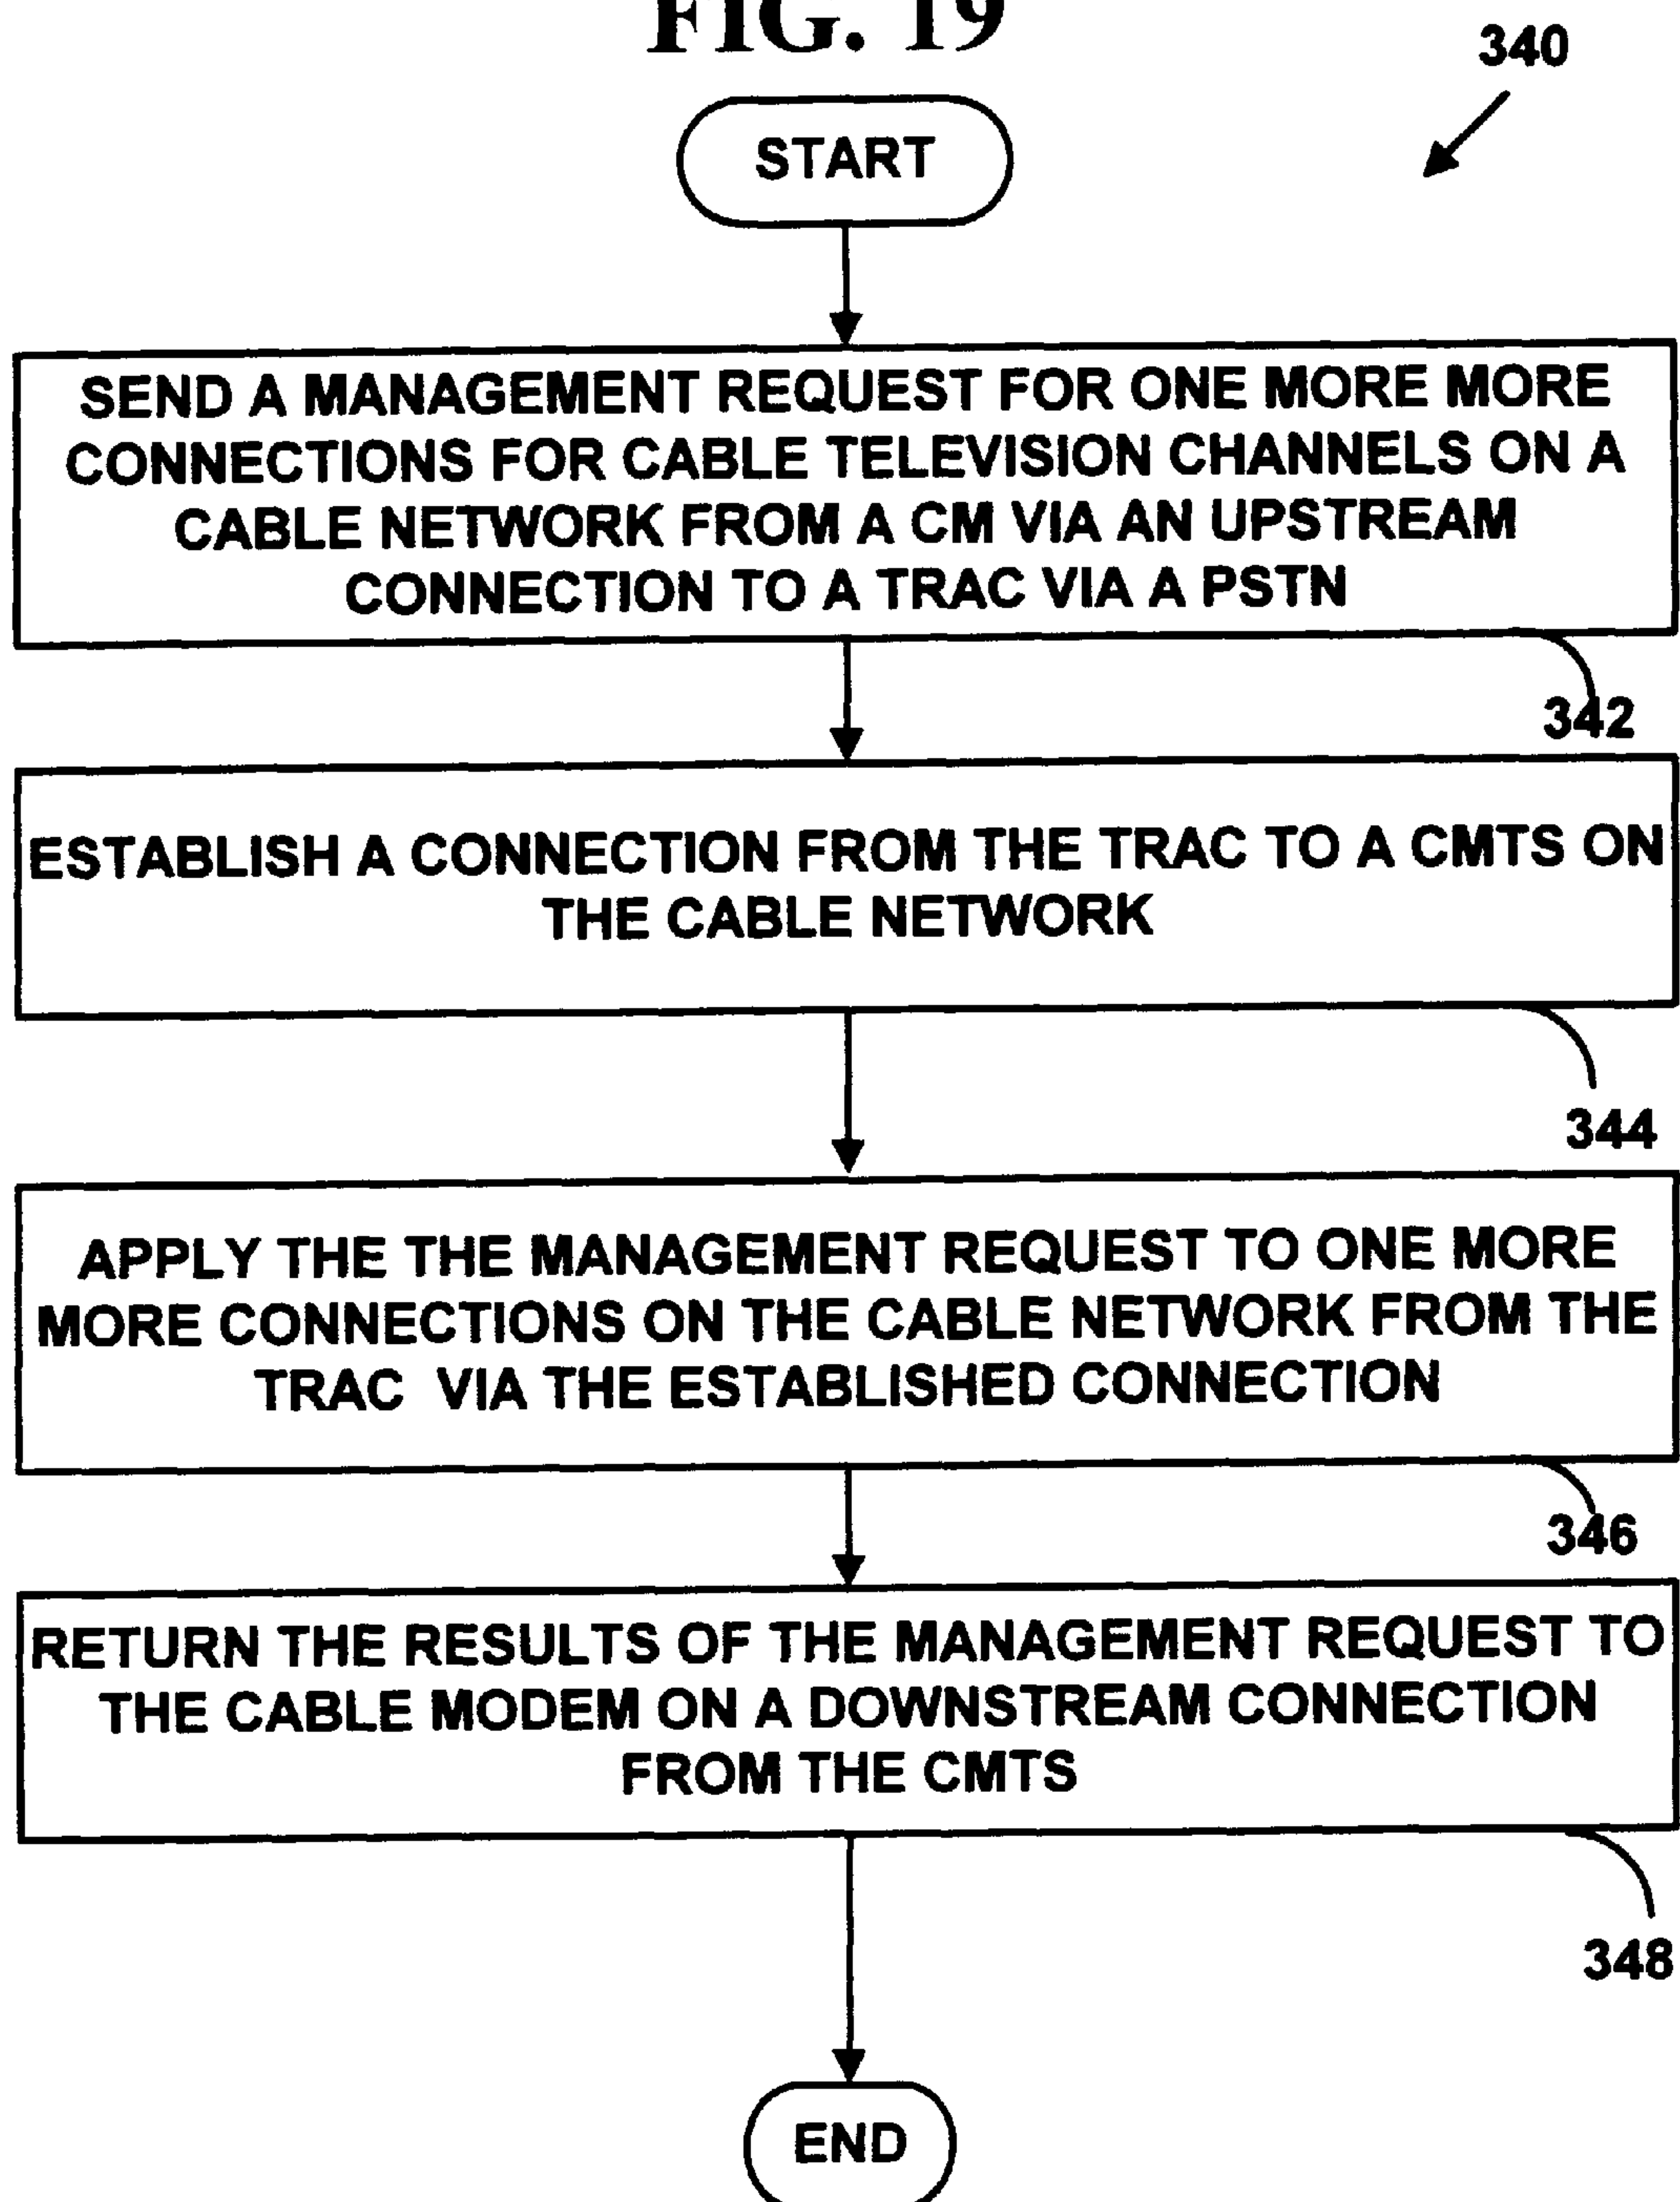 FIG. 19
340
START
SEND A MANAGEMENT REQUEST FOR ONE MORE MORE
CONNECTIONS FOR CABLE TELEVISION CHANNELS ON A
CABLE NETWORK FROM A CM VIA AN UPSTREAM
CONNECTION TO A TRAC VIA A PSTN
342
ESTABLISH A CONNECTION FROM THE TRAC TO A CMTS ON
THE CABLE NETWORK
344
APPLY THE THE MANAGEMENT REQUEST TO ONE MORE
MORE CONNECTIONS ON THE CABLE NETWORK FROM THE
TRAC VIA THE ESTABLISHED CONNECTION
346
RETURN THE RESULTS OF THE MANAGEMENT REQUEST TO
THE CABLE MODEM ON A DOWNSTREAM CONNECTION
FROM THE CMTS
348
END